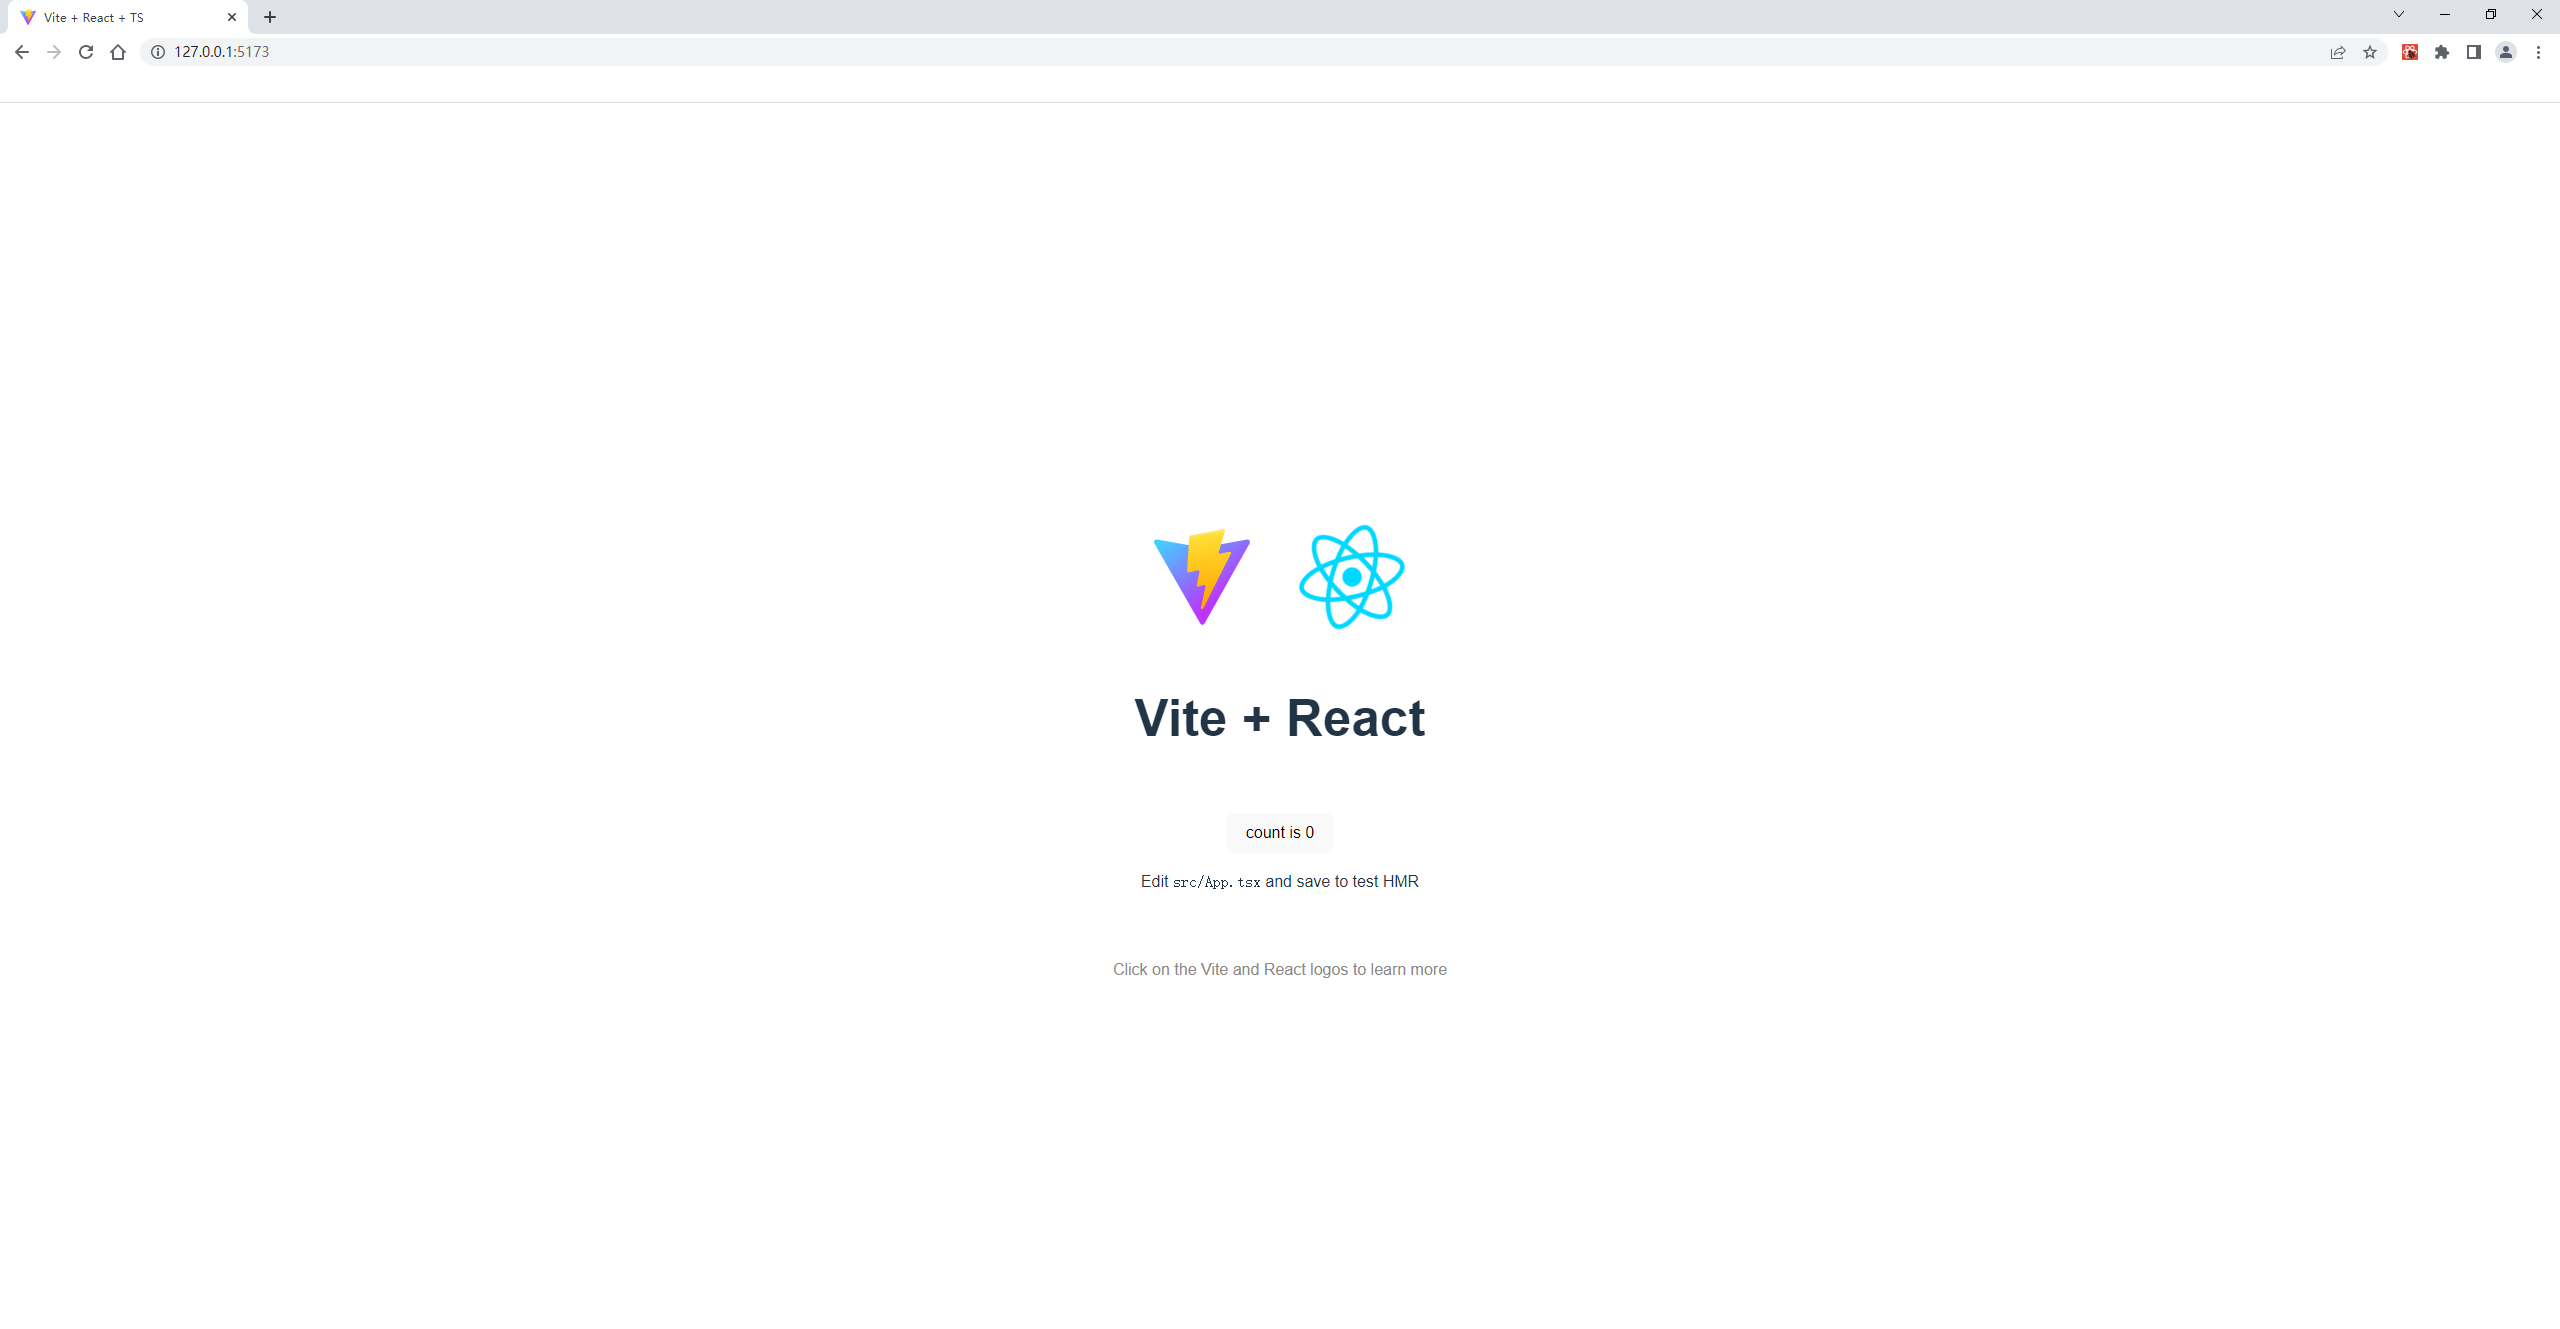 Vite + React + TS
127.0.0.1:5173
Vite + React
count is 0
Edit src/App.tsx and save to test HMR
Click on the Vite and React logos to learn more